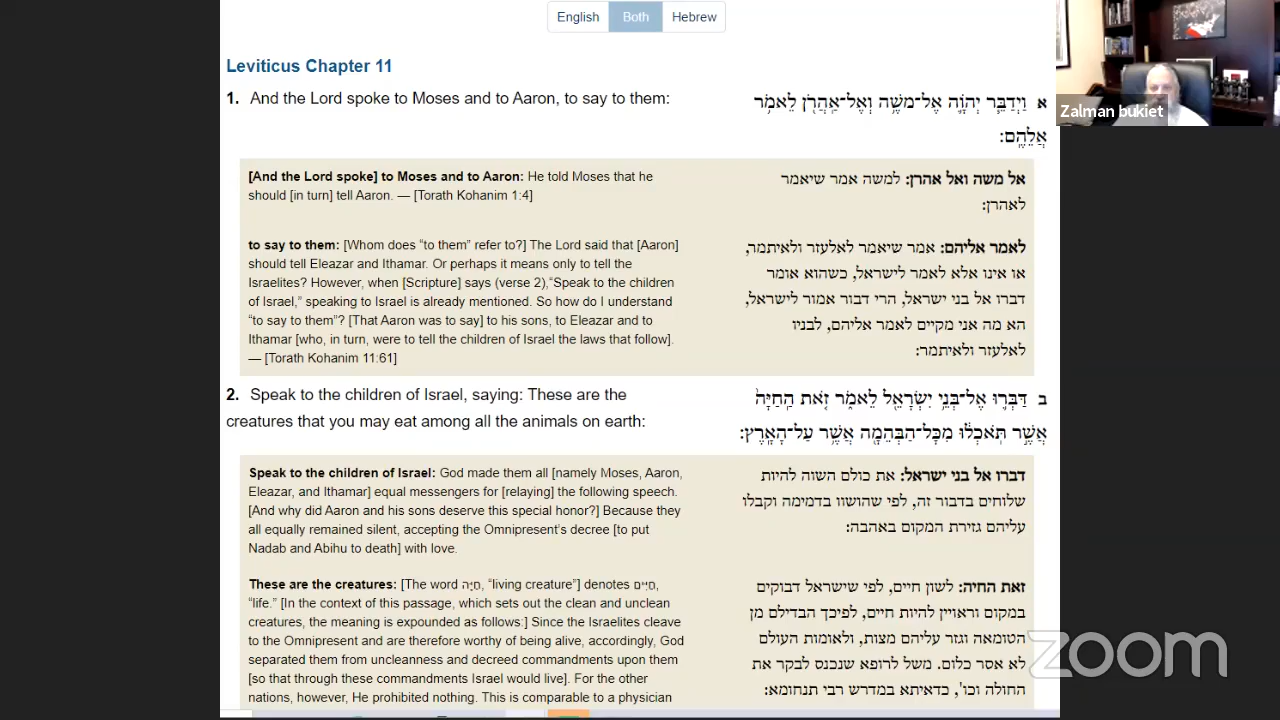 English Both Hebrew
Zalman bukiet
Leviticus Chapter 11
1. And the Lord spoke to Moses and to Aaron, to say to them:
א וַיְדַבֵּ֧ר יְהֹוָ֛ה אֶל־משֶׁ֥ה וְאֶל־אַֽהֲרֹ֖ן לֵאמֹ֥ר
אֲלֵהֶֽם:
[And the Lord spoke] to Moses and to Aaron: He told Moses that he
should [in turn] tell Aaron. — [Torath Kohanim 1:4]
אל משה ואל אהרן: למשה אמר שיאמר
לאהרן:
to say to them: [Whom does “to them” refer to?] The Lord said that [Aaron]
should tell Eleazar and Ithamar. Or perhaps it means only to tell the
Israelites? However, when [Scripture] says (verse 2),“Speak to the children
of Israel,” speaking to Israel is already mentioned. So how do I understand
“to say to them”? [That Aaron was to say] to his sons, to Eleazar and to
Ithamar [who, in turn, were to tell the children of Israel the laws that follow].
— [Torath Kohanim 11:61]
לאמר אליהם: אמר שיאמר לאלעזר ולאיתמר,
או אינו אלא לאמר לישראל, כשהוא אומר
דברו אל בני ישראל, הרי דבור אמור לישראל,
הא מה אני מקיים לאמר אליהם, לבניו
לאלעזר ולאיתמר:
2. Speak to the children of Israel, saying: These are the
creatures that you may eat among all the animals on earth:
ב דַּבְּר֛וּ אֶל־בְּנֵ֥י יִשְׂרָאֵ֖ל לֵאמֹ֑ר זֹ֤את הַֽחַיָּה֙
אֲשֶׁ֣ר תֹּֽאכְל֔וּ מִכָּל־הַבְּהֵמָ֖ה אֲשֶׁ֥ר עַל־הָאָֽרֶץ:
Speak to the children of Israel: God made them all [namely Moses, Aaron,
Eleazar, and Ithamar] equal messengers for [relaying] the following speech.
[And why did Aaron and his sons deserve this special honor?] Because they
all equally remained silent, accepting the Omnipresent’s decree [to put
Nadab and Abihu to death] with love.
דברו אל בני ישראל: את כולם השוה להיות
שלוחים בדבור זה, לפי שהושוו בדמימה וקבלו
עליהם גזירת המקום באהבה:
These are the creatures: [The word חַיָּה, “living creature”] denotes חַיִּים,
“life.” [In the context of this passage, which sets out the clean and unclean
creatures, the meaning is expounded as follows:] Since the Israelites cleave
to the Omnipresent and are therefore worthy of being alive, accordingly, God
separated them from uncleanness and decreed commandments upon them
[so that through these commandments Israel would live]. For the other
nations, however, He prohibited nothing. This is comparable to a physician
זאת החיה: לשון חיים, לפי שישראל דבוקים
במקום וראויין להיות חיים, לפיכך הבדילם מן
הטומאה וגזר עליהם מצות, ולאומות העולם
לא אסר כלום. משל לרופא שנכנס לבקר את
החולה וכו', כדאיתא במדרש רבי תנחומא:
zoom